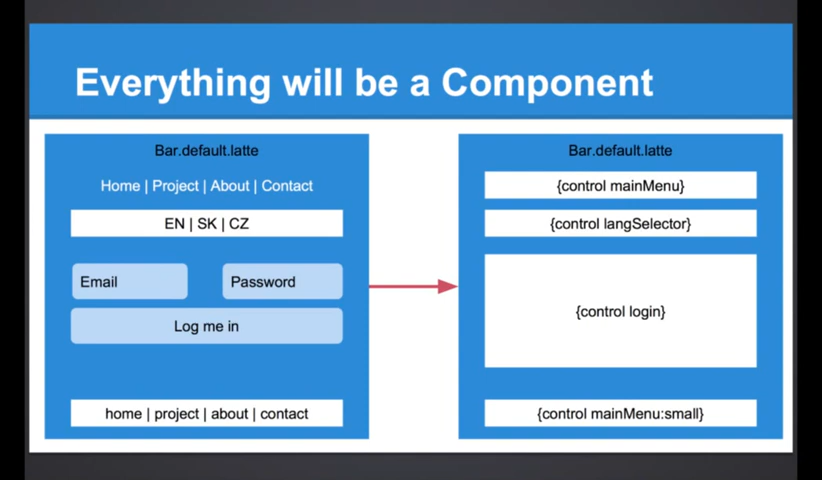 Everything will be a Component
Bar.default.latte
Home | Project | About | Contact
EN | SK | CZ
Email
Password
Log me in
home | project | about | contact
Bar.default.latte
{control mainMenu}
{control langSelector}
{control login}
{control mainMenu:small}